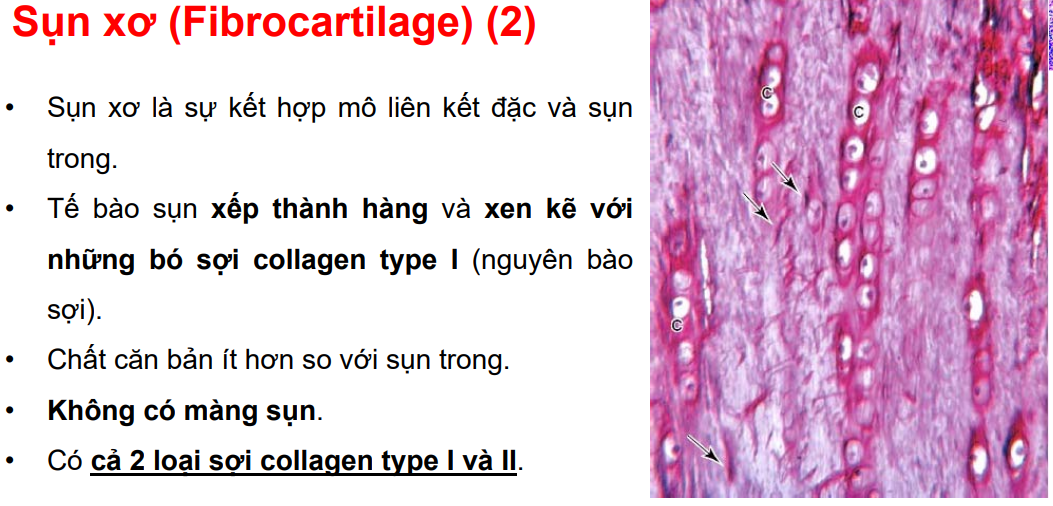 Sụn xơ (Fibrocartilage) (2)
• Sụn xơ là sự kết hợp mô liên kết đặc và sụn
trong.
• Tế bào sụn xếp thành hàng và xen kẽ với
những bó sợi collagen type I (nguyên bào
sợi).
• Chất căn bản ít hơn so với sụn trong.
• Không có màng sụn.
• Có cả 2 loại sợi collagen type I và II.
C
C
C